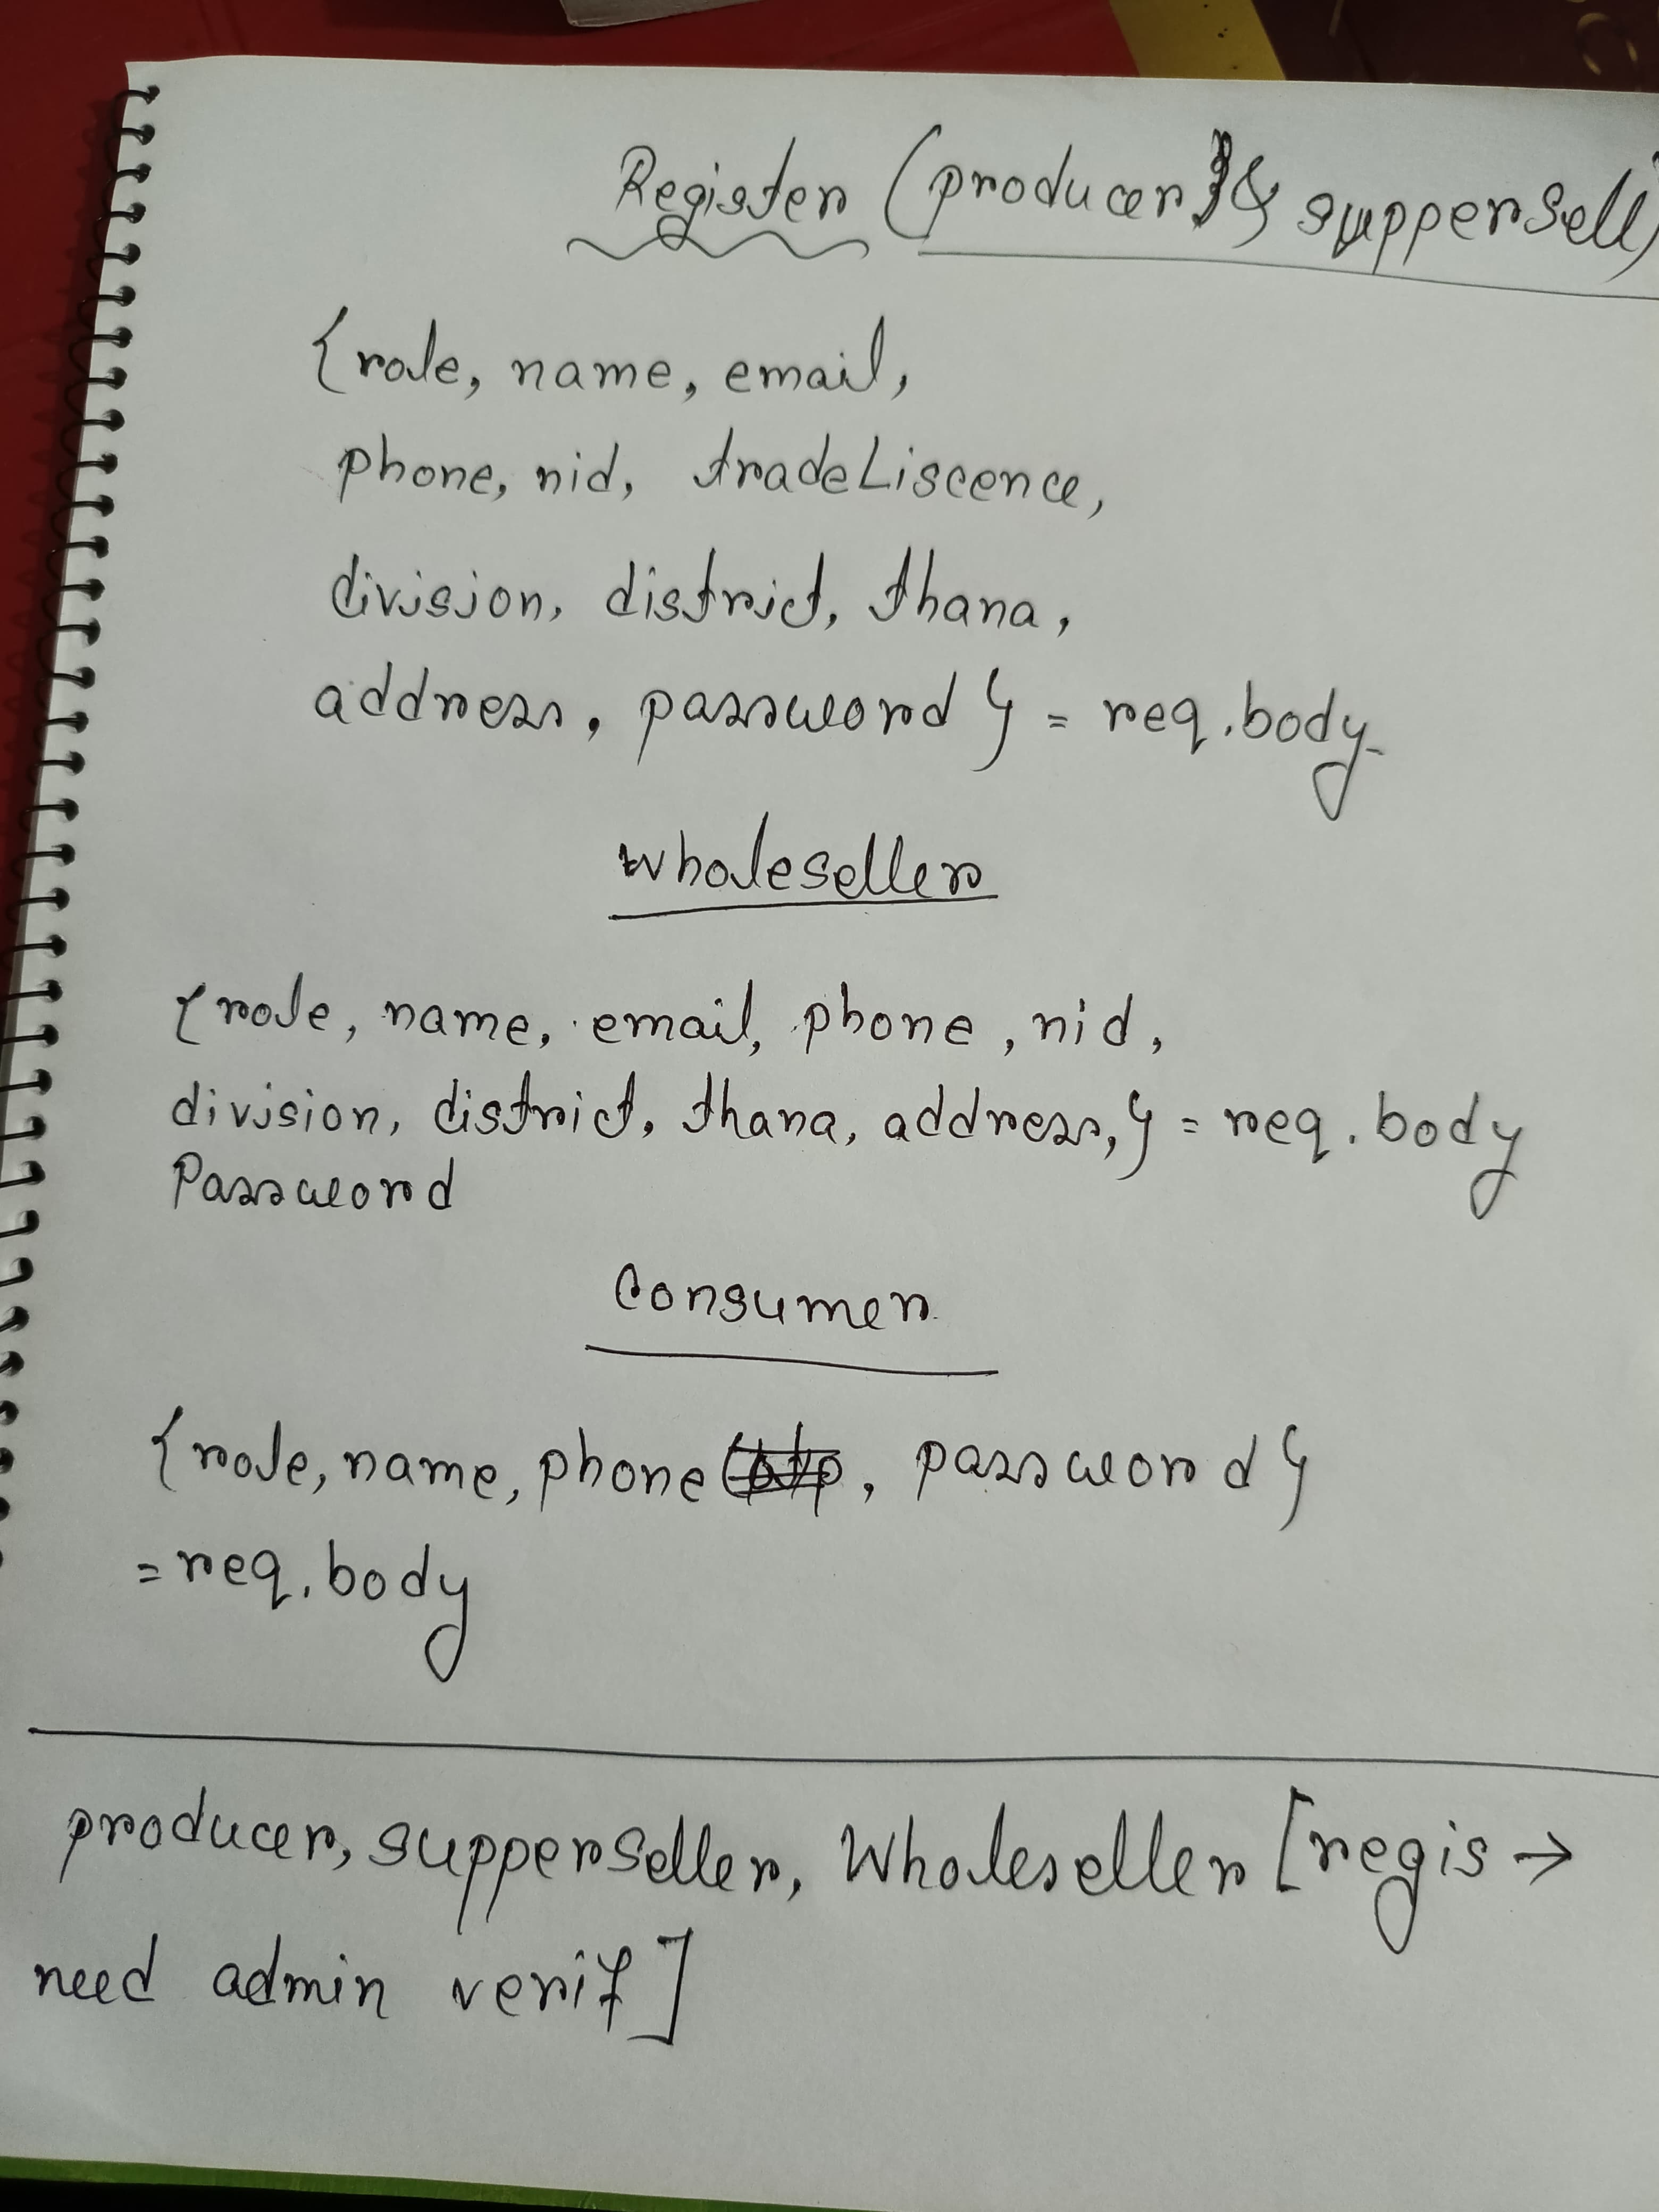 Register (producer & suppersell)
{role, name, email,
phone, nid, tradeLiscence,
division, district, thana,
address, password} = req.body
wholeseller
{role, name, email, phone, nid,
division, district, thana, address,} = req.body
Password
Consumer
{role, name, phone, password}
=req.body
producer, supperseller, Wholeseller [regis →
need admin verif]